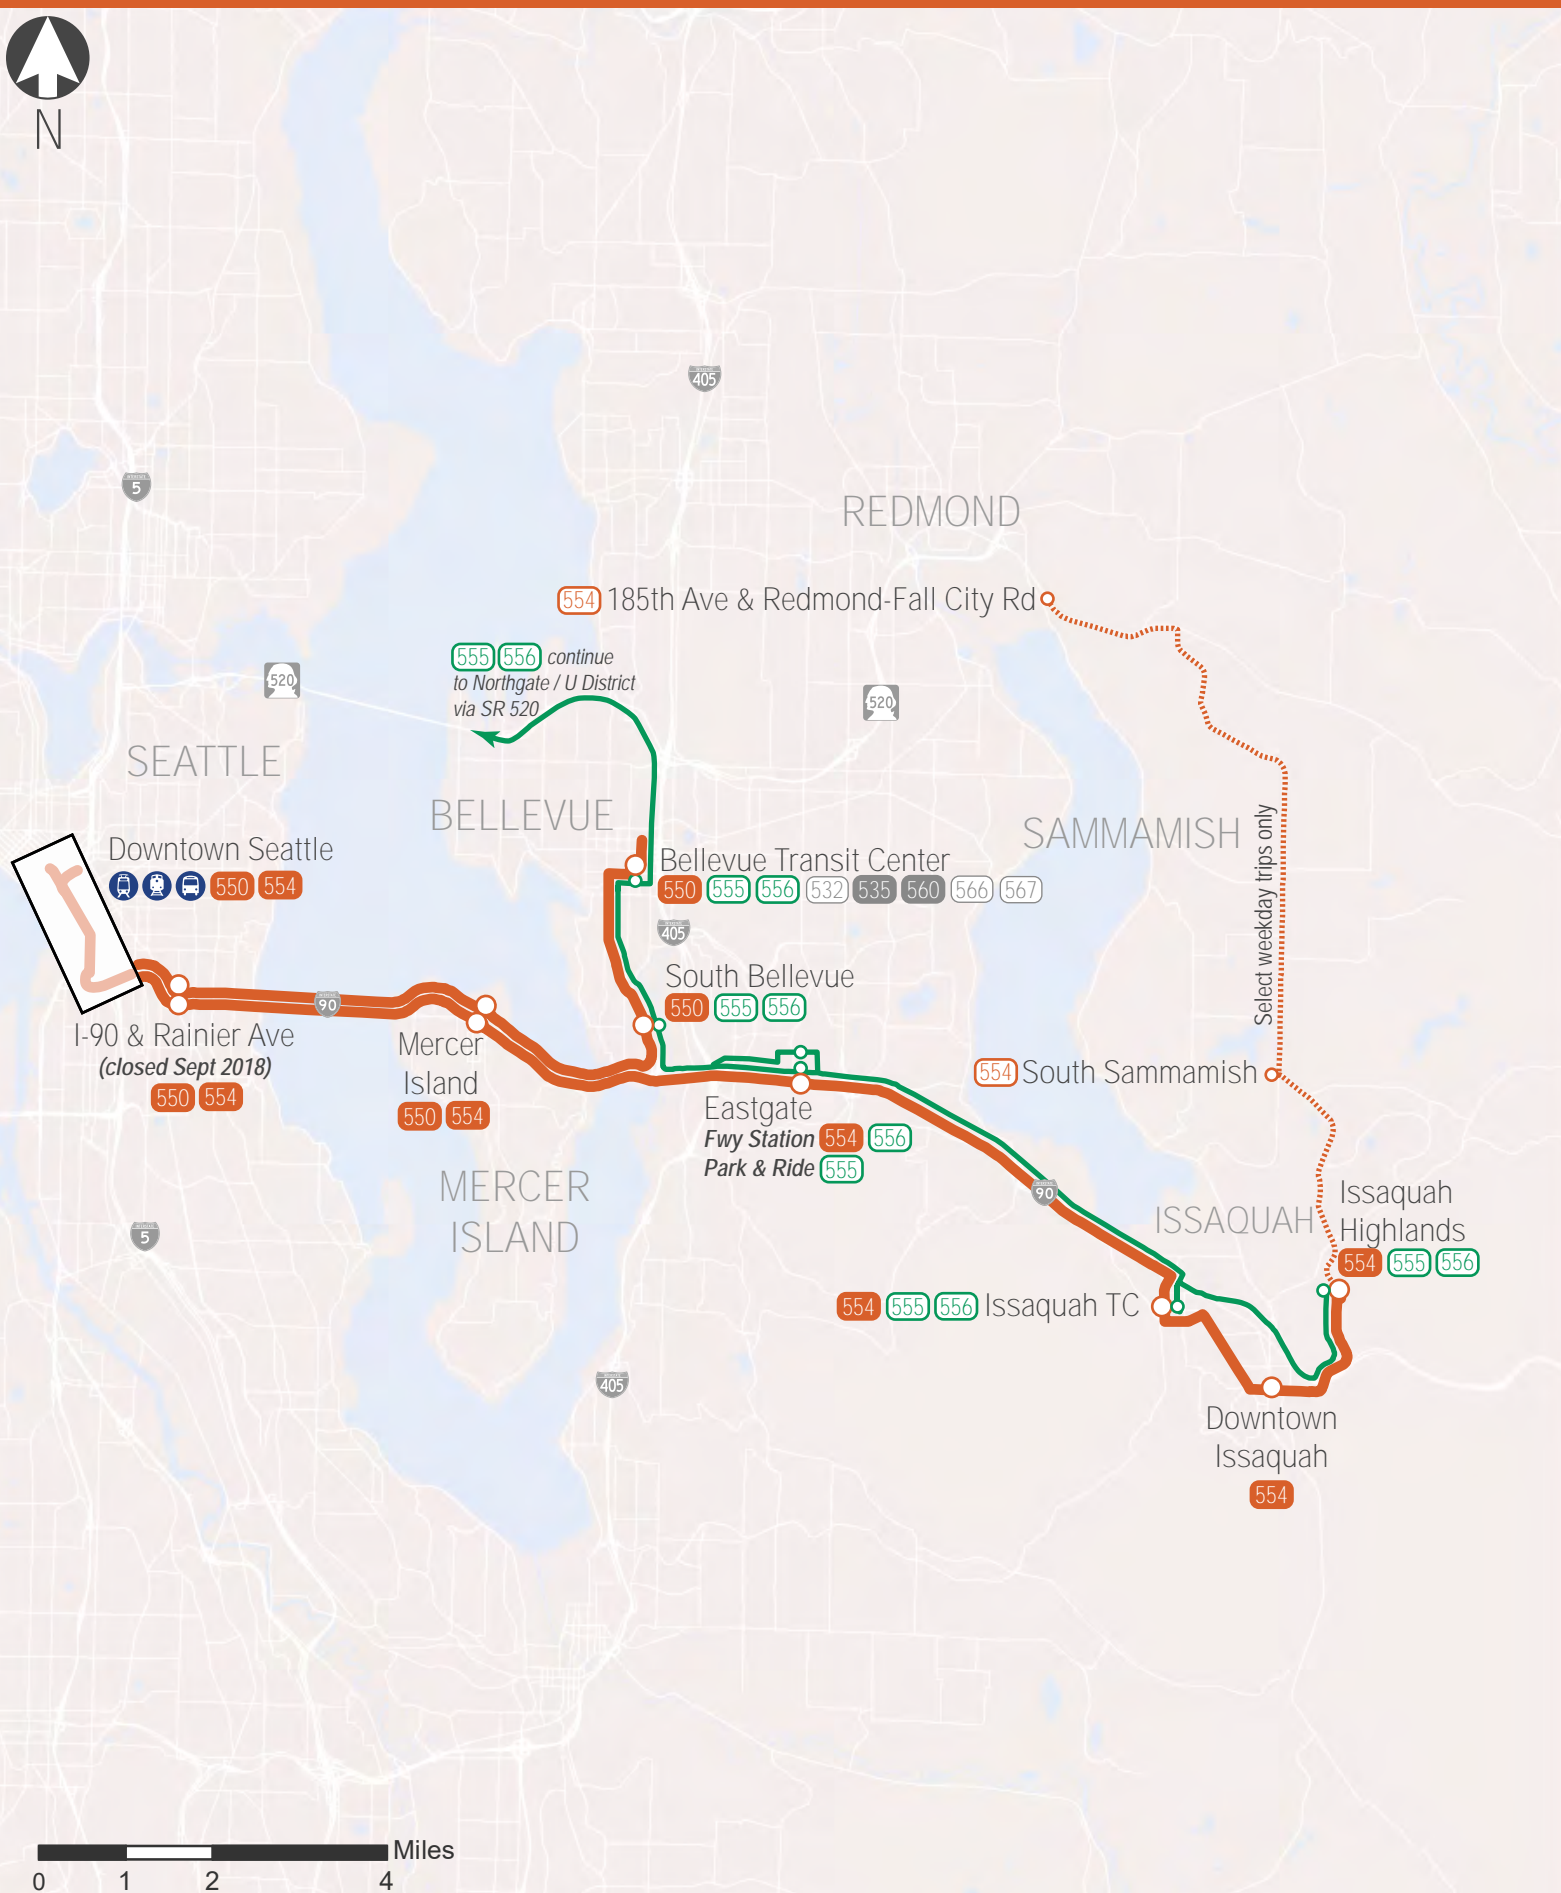 N
405
5
REDMOND
554 185th Ave & Redmond-Fall City Rd
555 556 continue
to Northgate / U District
via SR 520
520
520
SEATTLE
BELLEVUE
SAMMAMISH
Downtown Seattle
550 554
Bellevue Transit Center
550 555 556 532 535 560 566 567
405
Select weekday trips only
South Bellevue
550 555 556
90
I-90 & Rainier Ave
(closed Sept 2018)
550 554
Mercer
Island
550 554
554 South Sammamish
Eastgate
Fwy Station 554 556
Park & Ride 555
MERCER
ISLAND
90
ISSAQUAH
Issaquah
Highlands
554 555 556
5
554 555 556 Issaquah TC
405
Downtown
Issaquah
554
Miles
0 1 2 4